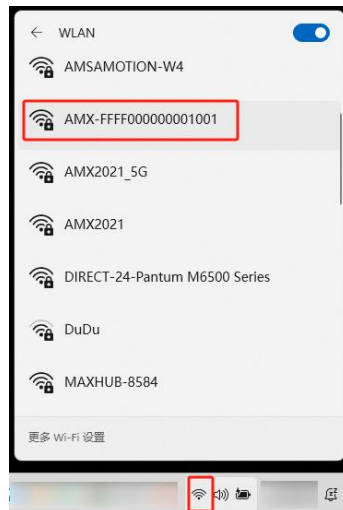 WLAN
AMSAMOTION-W4
AMX-FFFF000000001001
AMX2021_5G
AMX2021
DIRECT-24-Pantum M6500 Series
DuDu
MAXHUB-8584
更多 Wi-Fi 设置